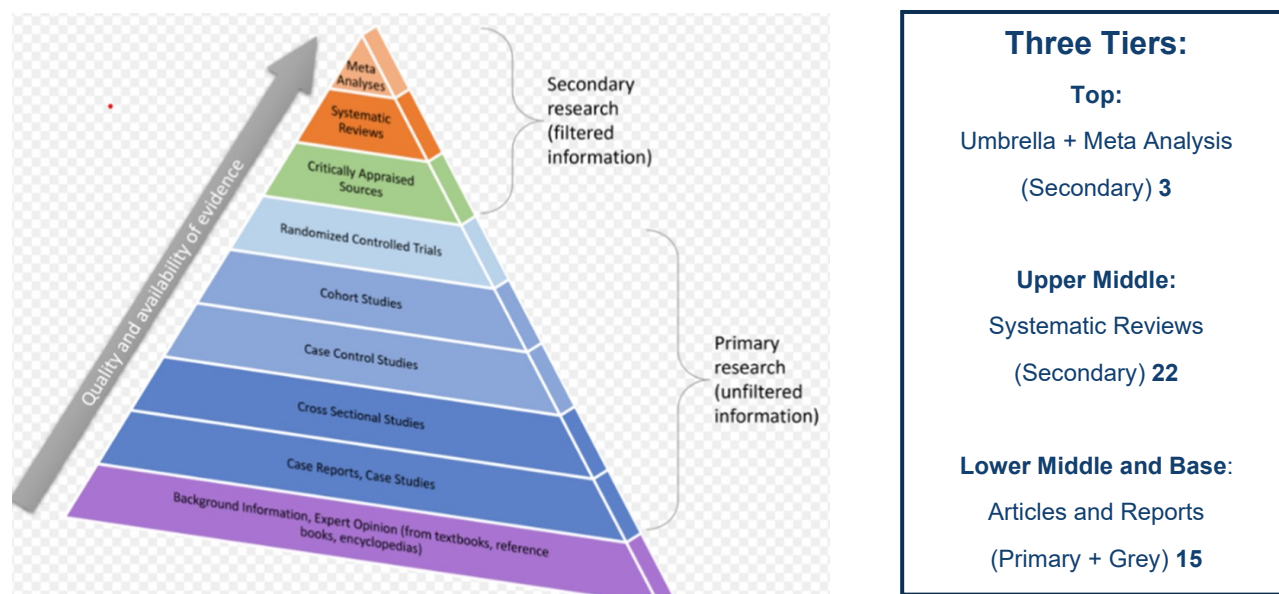 Quality and availability of evidence
Meta
Analyses
Systematic
Reviews
Critically Appraised
Sources
Randomized Controlled Trials
Cohort Studies
Case Control Studies
Cross Sectional Studies
Case Reports, Case Studies
Background Information, Expert Opinion (from textbooks, reference
books, encyclopedias)
Secondary
research
(filtered
information)
Primary
research
(unfiltered
information)
Three Tiers:
Top:
Umbrella + Meta Analysis
(Secondary) 3
Upper Middle:
Systematic Reviews
(Secondary) 22
Lower Middle and Base:
Articles and Reports
(Primary + Grey) 15